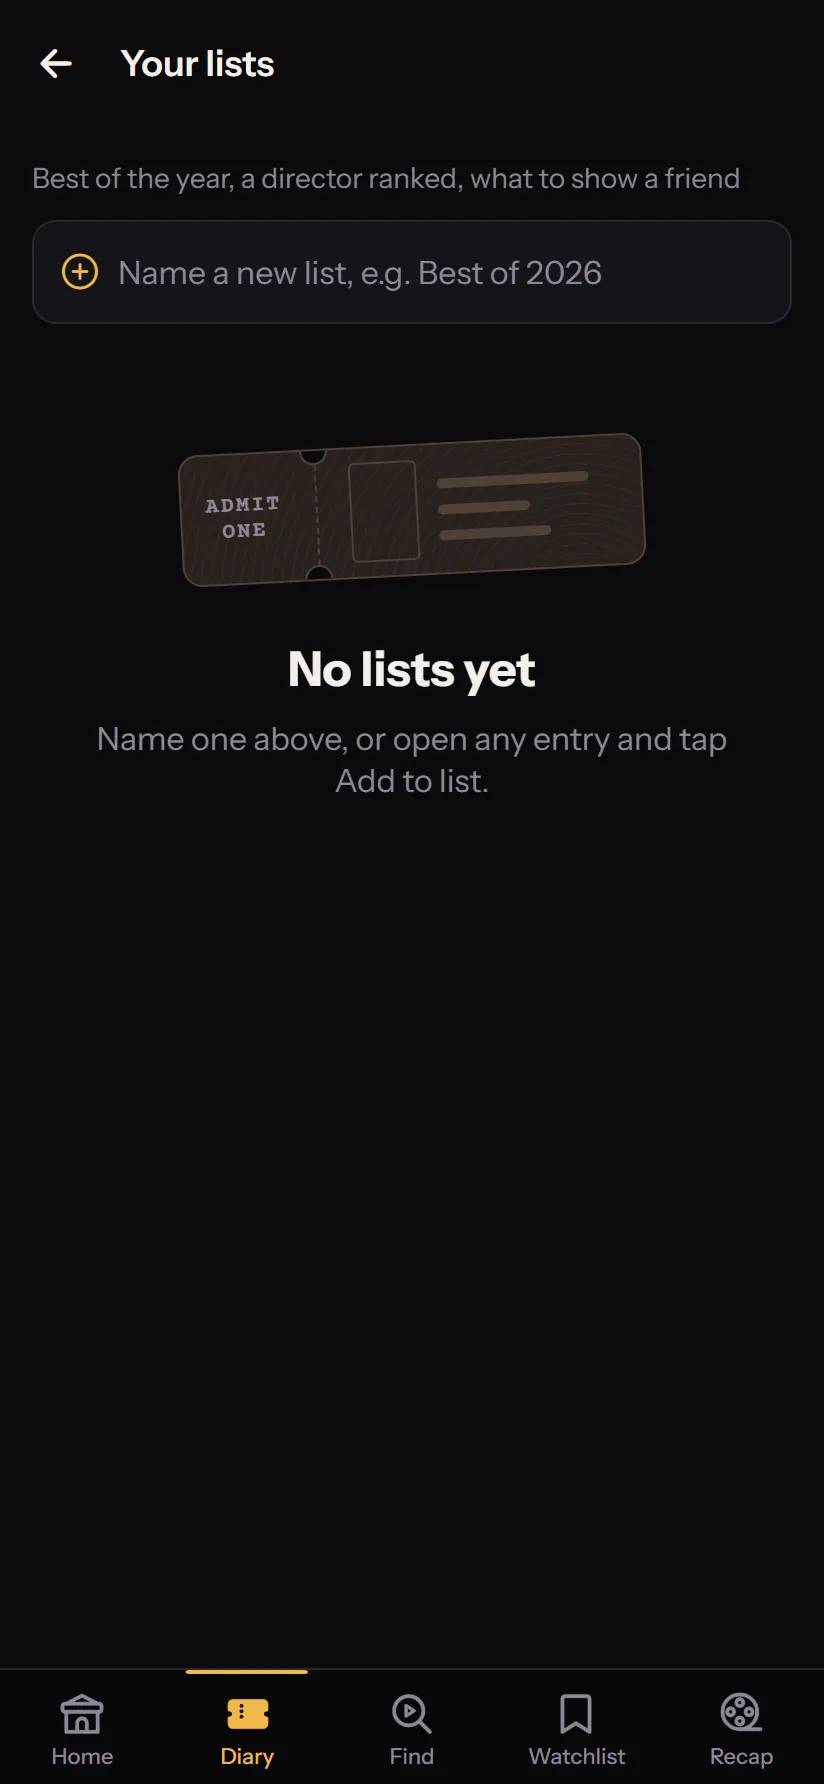 Your lists
Best of the year, a director ranked, what to show a friend
Name a new list, e.g. Best of 2026
ADMIT
ONE
No lists yet
Name one above, or open any entry and tap
Add to list.
Home
Diary
Find
Watchlist
Recap